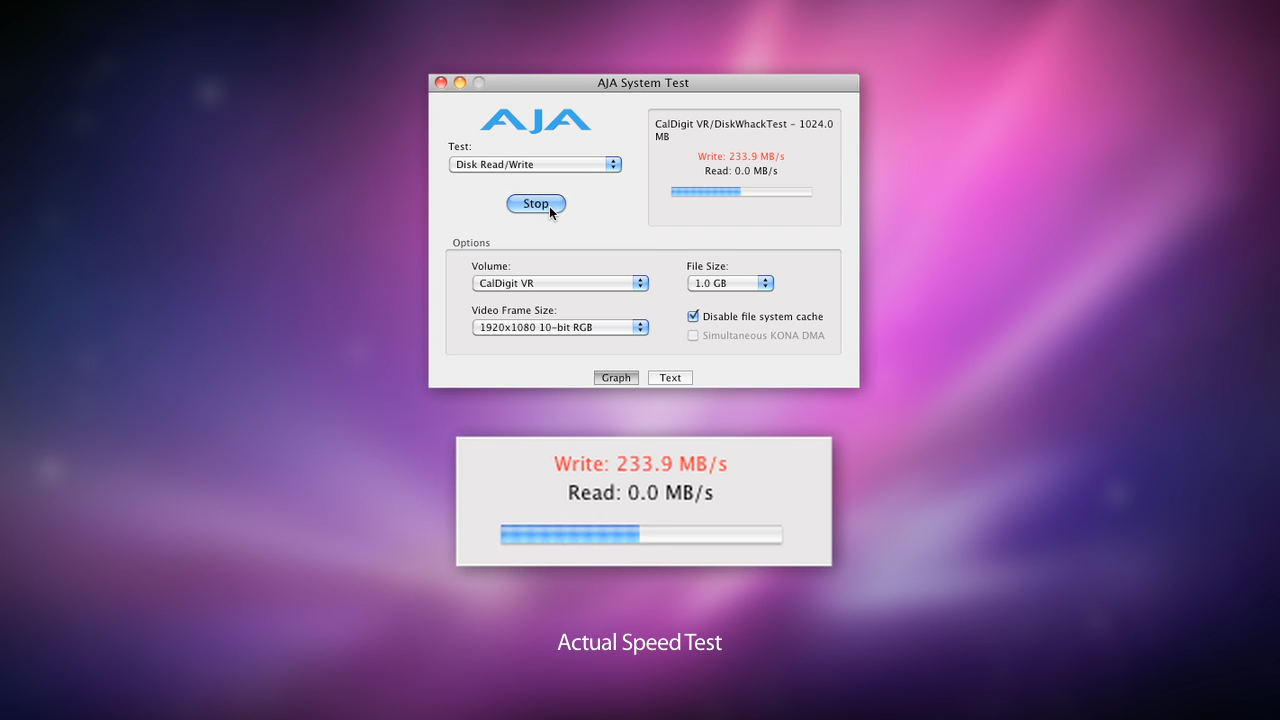 AJA System Test
AJA
Test:
Disk Read/Write
Stop
CalDigit VR/DiskWhackTest - 1024.0
MB
Write: 233.9 MB/s
Read: 0.0 MB/s
Options
Volume:
CalDigit VR
File Size:
1.0 GB
Video Frame Size:
1920x1080 10-bit RGB
Disable file system cache
Simultaneous KONA DMA
Graph
Text
Write: 233.9 MB/s
Read: 0.0 MB/s
Actual Speed Test